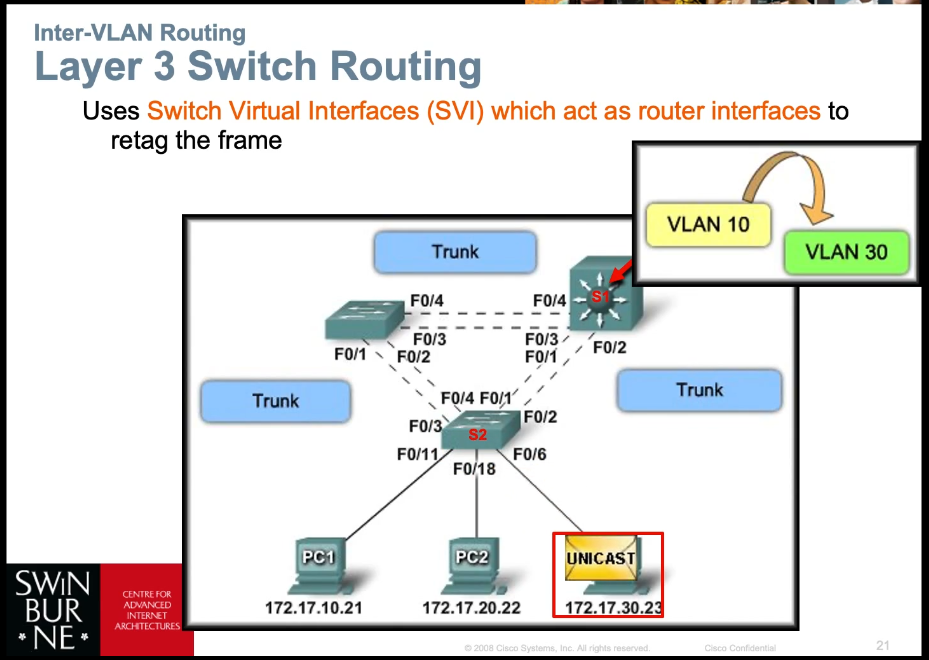 Inter-VLAN Routing
Layer 3 Switch Routing
Uses Switch Virtual Interfaces (SVI) which act as router interfaces to
retag the frame
VLAN 10
VLAN 30
Trunk
S1
F0/4
F0/4
F0/3
F0/3
F0/1
F0/2
F0/1
F0/2
Trunk
Trunk
F0/4 F0/1
F0/3
F0/2
S2
F0/11
F0/18
F0/6
PC1
PC2
UNICAST
172.17.10.21
172.17.20.22
172.17.30.23
SWIN
BUR
* NE *
CENTRE FOR
ADVANCED
INTERNET
ARCHITECTURES
© 2008 Cisco Systems, Inc. All rights reserved.
Cisco Confidential
21